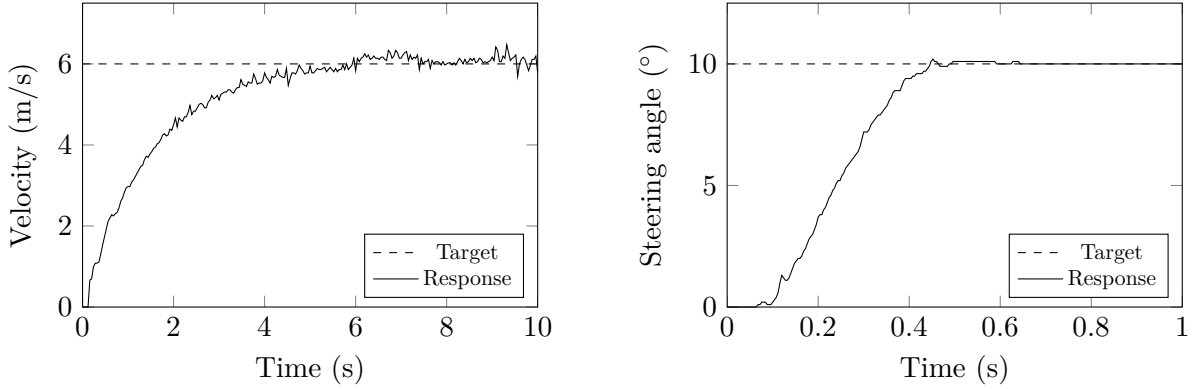 Velocity (m/s)
6
4
2
0
0 2 4 6 8 10
Time (s)
Target
Response
Steering angle (°)
10
5
0
0 0.2 0.4 0.6 0.8 1
Time (s)
Target
Response